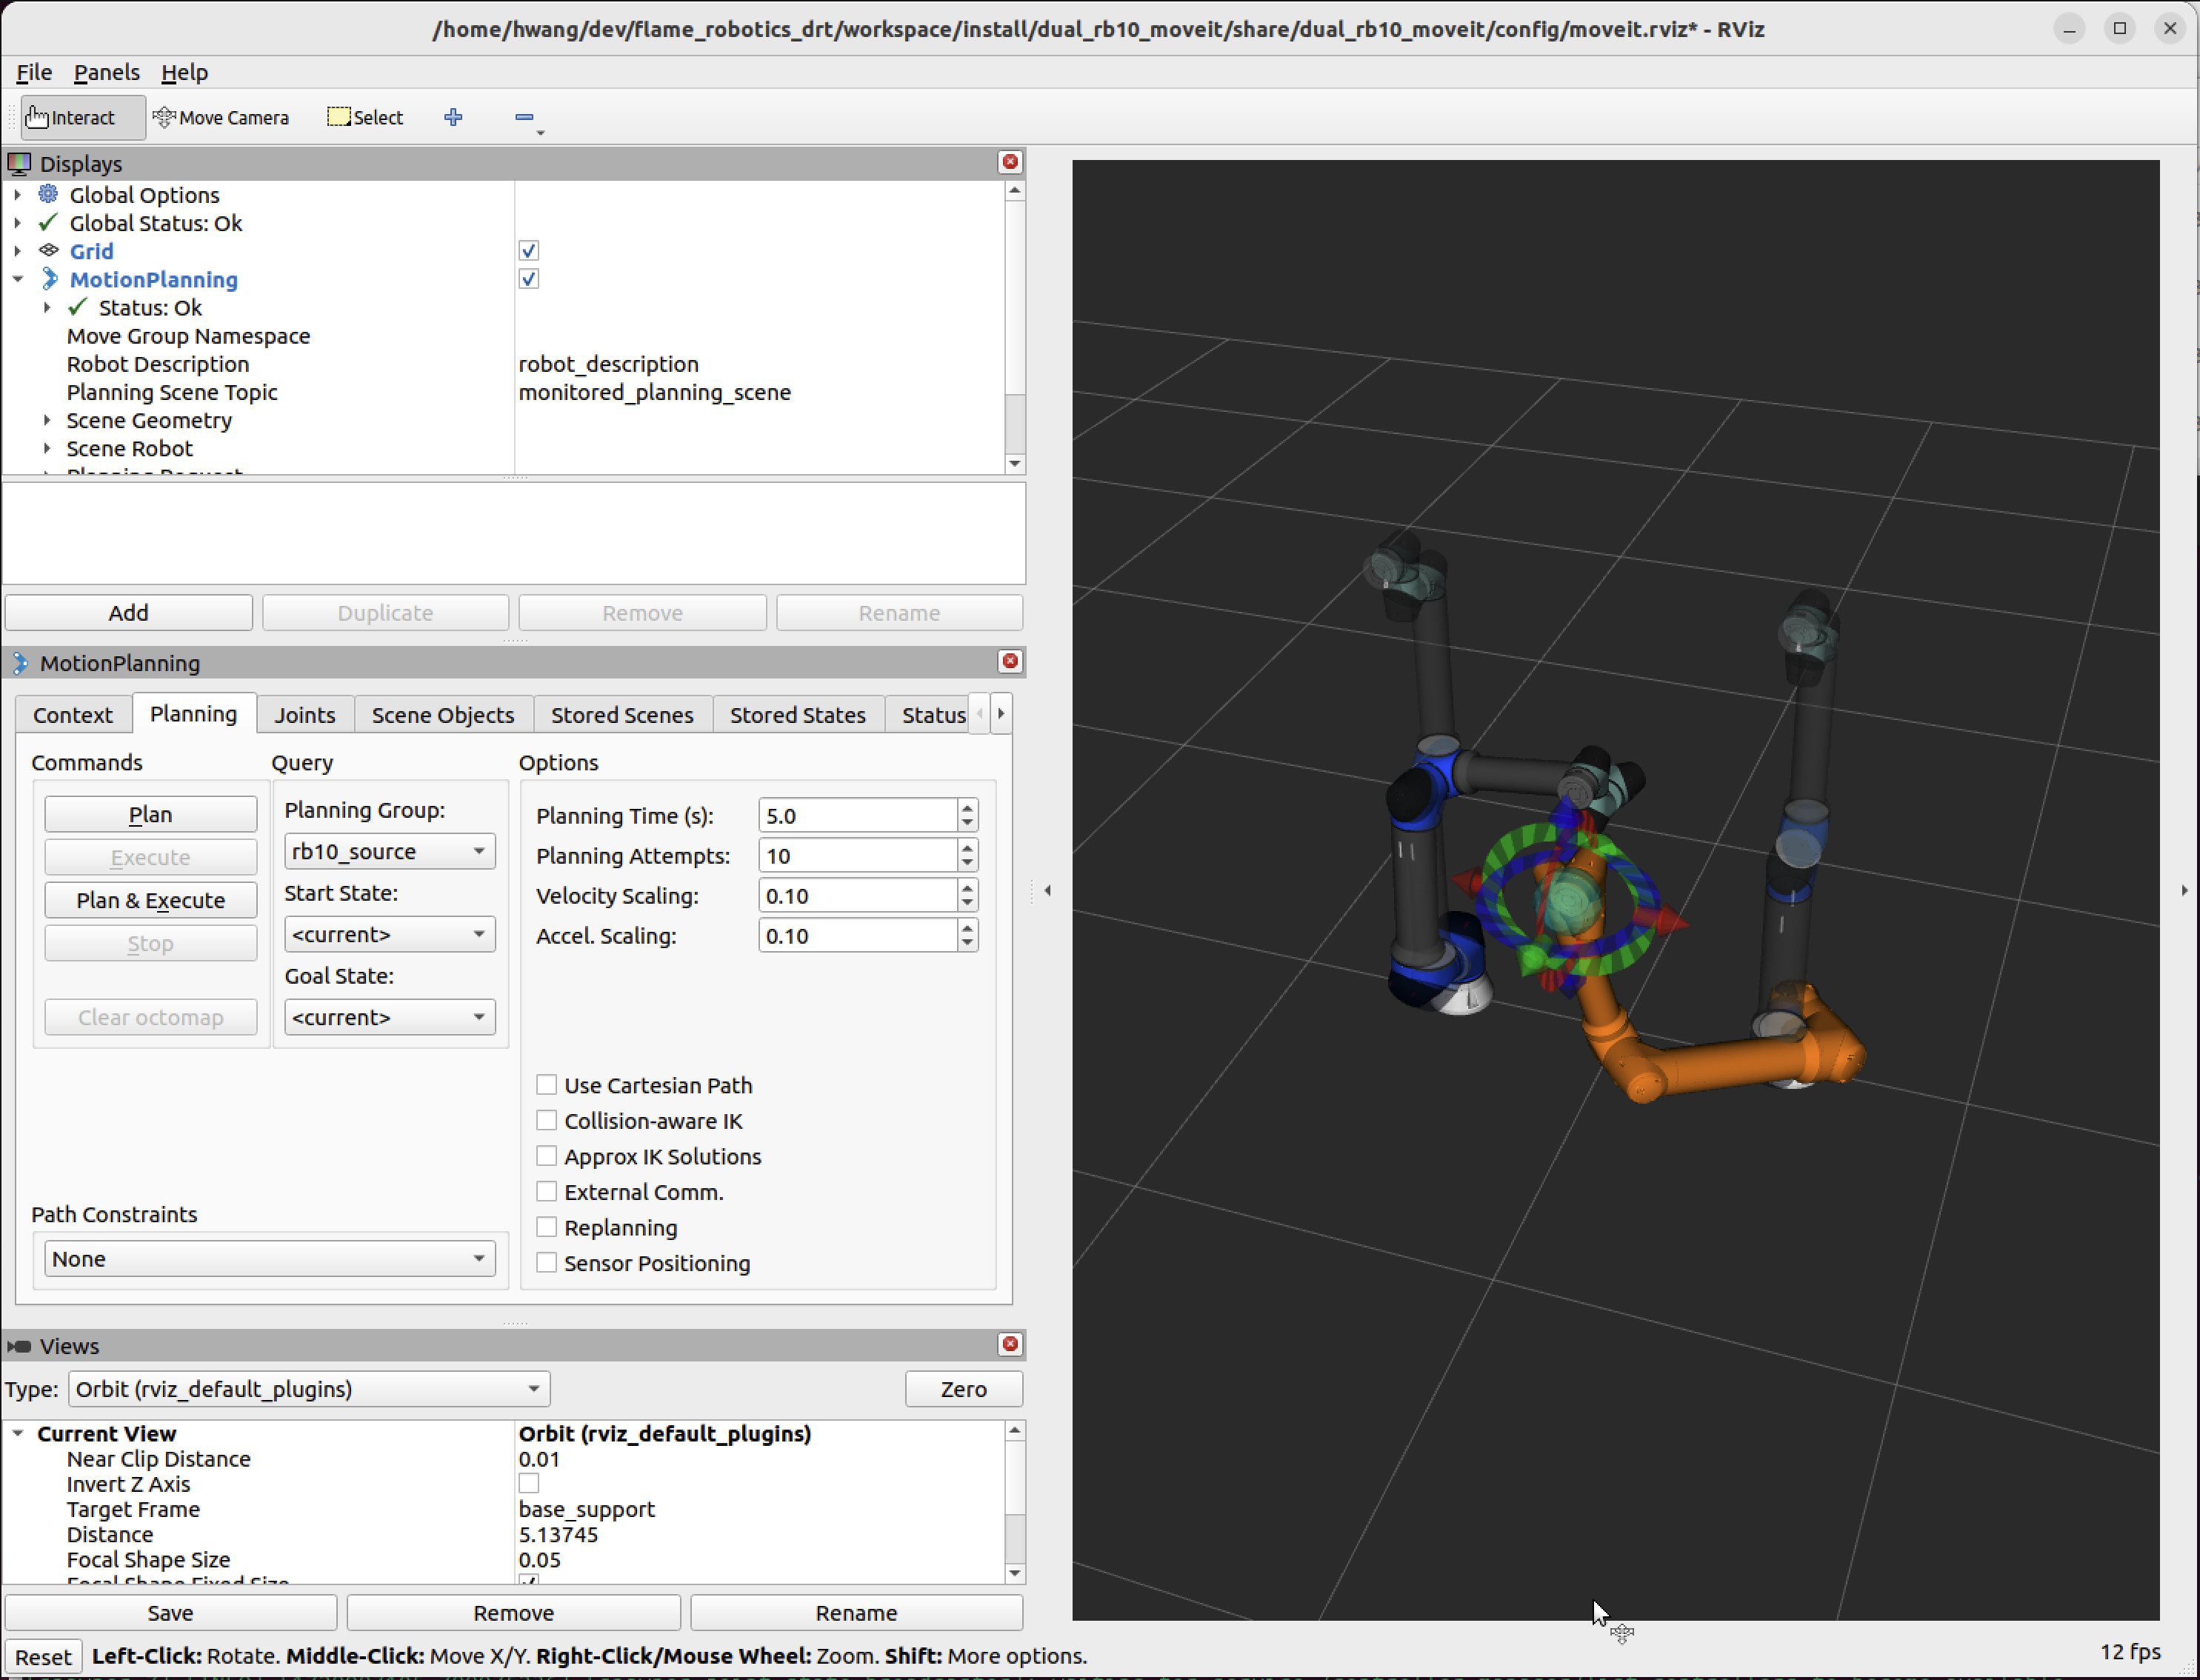 /home/hwang/dev/flame_robotics_drt/workspace/install/dual_rb10_moveit/share/dual_rb10_moveit/config/moveit.rviz* - RViz
File Panels Help
Interact Move Camera Select
Displays
Global Options
Global Status: Ok
Grid
MotionPlanning
Status: Ok
Move Group Namespace
Robot Description robot_description
Planning Scene Topic monitored_planning_scene
Scene Geometry
Scene Robot
Planning Request
Add Duplicate Remove Rename
MotionPlanning
Context Planning Joints Scene Objects Stored Scenes Stored States Status
Commands Query Options
Plan Planning Group: Planning Time (s): 5.0
Execute rb10_source Planning Attempts: 10
Plan & Execute Start State: Velocity Scaling: 0.10
Stop <current> Accel. Scaling: 0.10
Goal State:
Clear octomap <current>
Use Cartesian Path
Collision-aware IK
Approx IK Solutions
External Comm.
Path Constraints Replanning
None Sensor Positioning
Views
Type: Orbit (rviz_default_plugins) Zero
Current View Orbit (rviz_default_plugins)
Near Clip Distance 0.01
Invert Z Axis
Target Frame base_support
Distance 5.13745
Focal Shape Size 0.05
Focal Shape Fixed Size
Save Remove Rename
Reset Left-Click: Rotate. Middle-Click: Move X/Y. Right-Click/Mouse Wheel: Zoom. Shift: More options. 12 fps